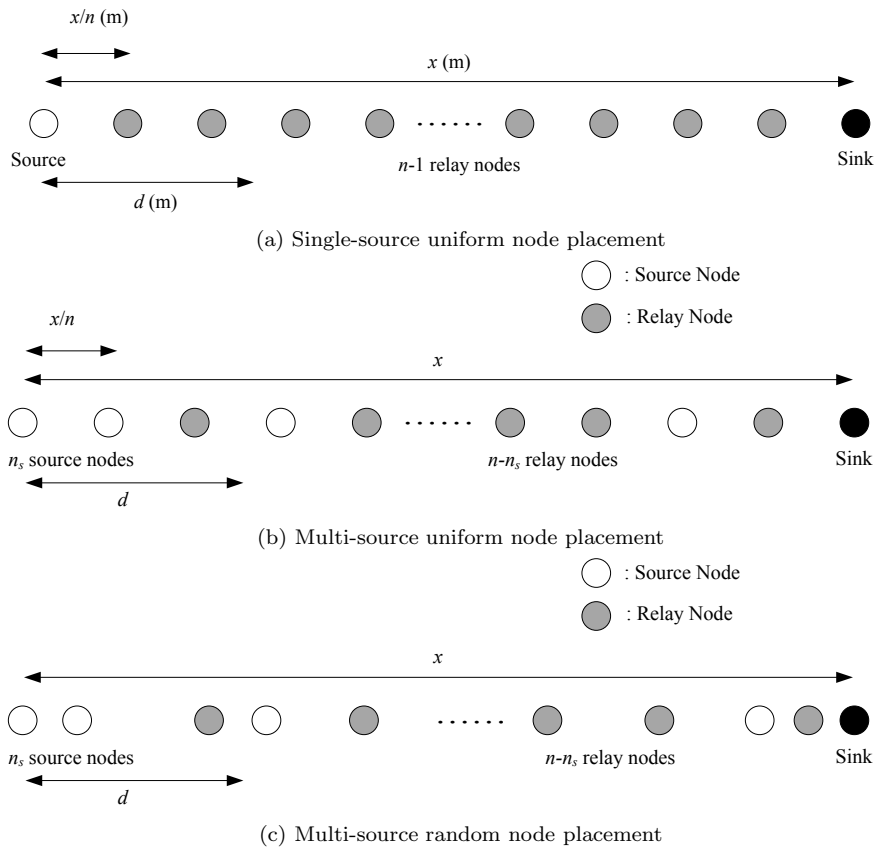 x/n (m)
x (m)
......
Source
n-1 relay nodes
Sink
d (m)
(a) Single-source uniform node placement
: Source Node
: Relay Node
x/n
x
......
n_s source nodes
n-n_s relay nodes
Sink
d
(b) Multi-source uniform node placement
: Source Node
: Relay Node
x
......
n_s source nodes
n-n_s relay nodes
Sink
d
(c) Multi-source random node placement